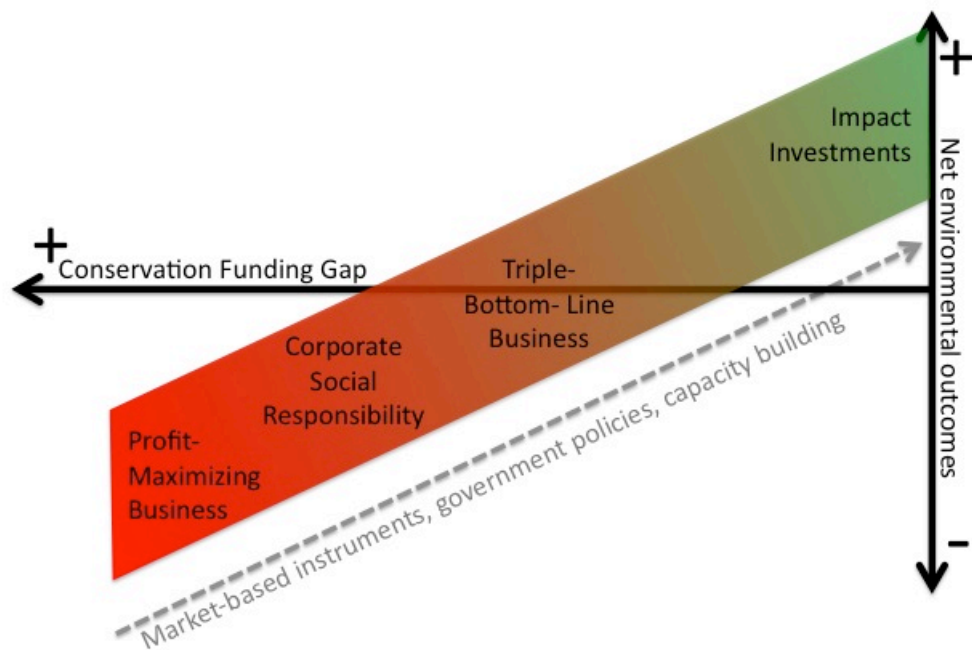 +
Impact
Investments
Net environmental outcomes
+
Conservation Funding Gap
Triple-
Bottom- Line
Business
Corporate
Social
Responsibility
Profit-
Maximizing
Business
Market-based instruments, government policies, capacity building
-